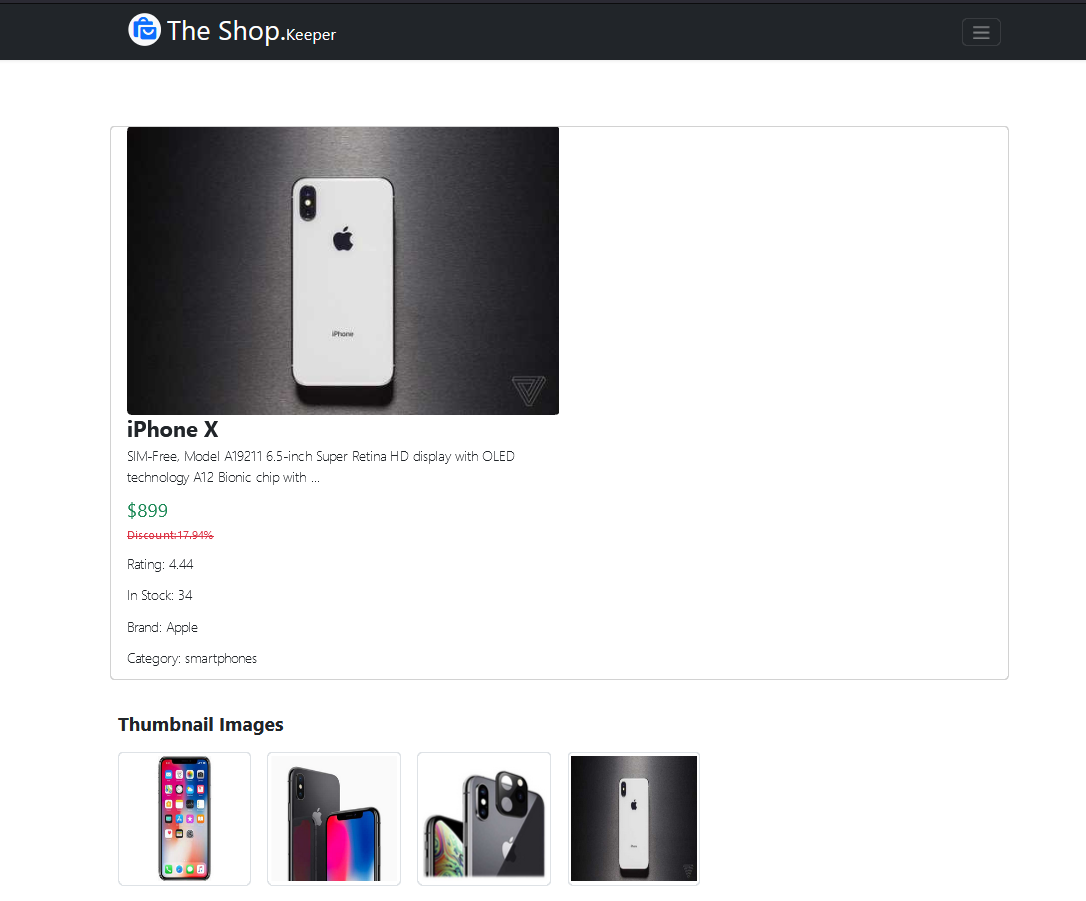 The Shop.Keeper
iPhone
iPhone X
SIM-Free, Model A19211 6.5-inch Super Retina HD display with OLED
technology A12 Bionic chip with ...
$899
Discount:17.94%
Rating: 4.44
In Stock: 34
Brand: Apple
Category: smartphones
Thumbnail Images